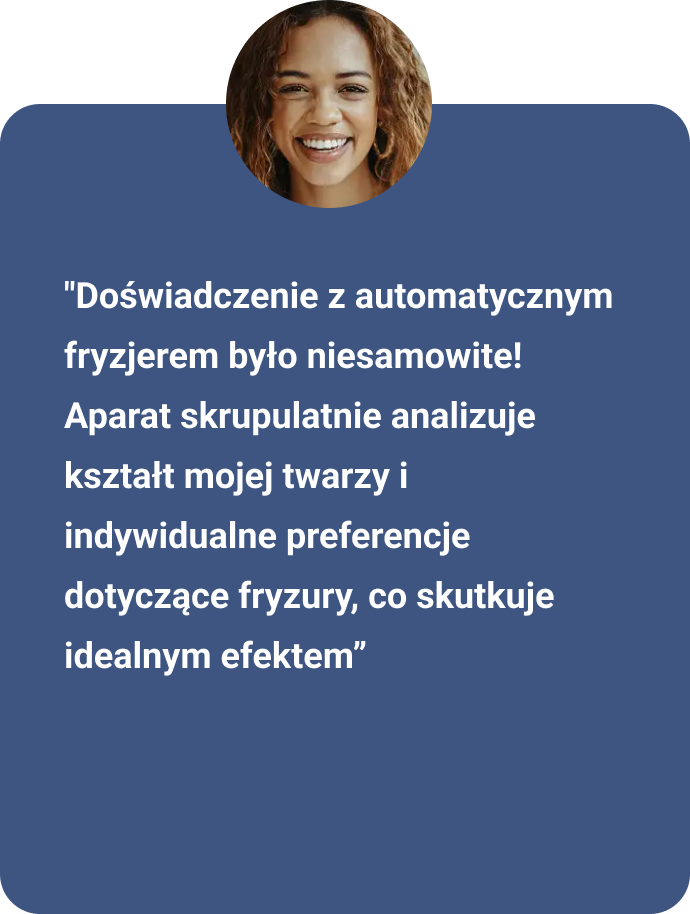 "Doświadczenie z automatycznym
fryzjerem było niesamowite!
Aparat skrupulatnie analizuje
kształt mojej twarzy i
indywidualne preferencje
dotyczące fryzury, co skutkuje
idealnym efektem”